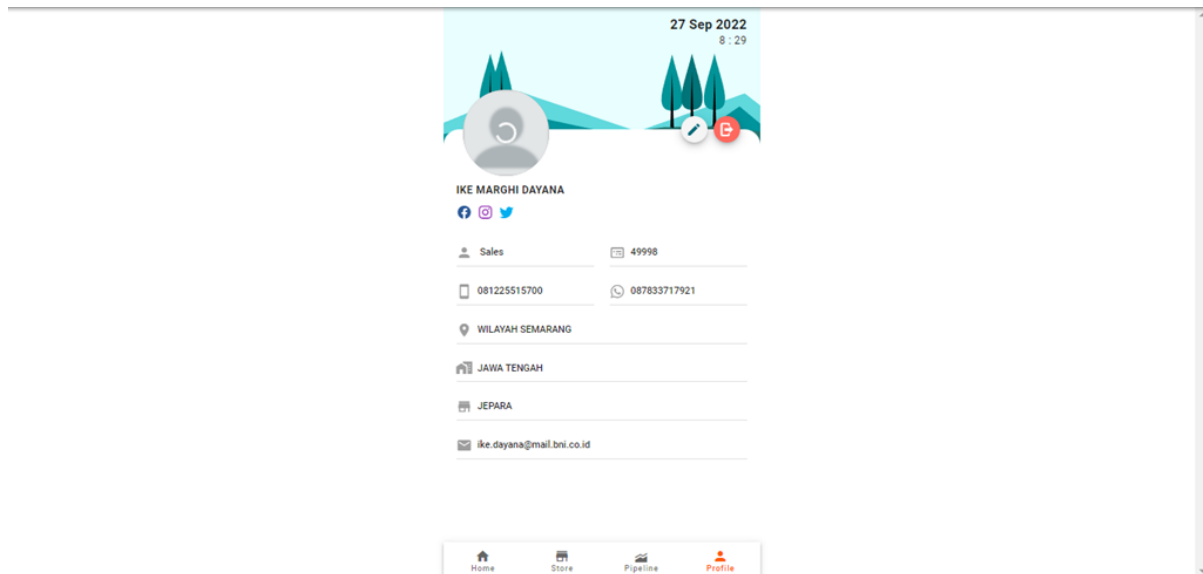 27 Sep 2022
8 : 29
IKE MARGHI DAYANA
Sales 49998
081225515700 087833717921
WILAYAH SEMARANG
JAWA TENGAH
JEPARA
ike.dayana@mail.bni.co.id
Home Store Pipeline Profile